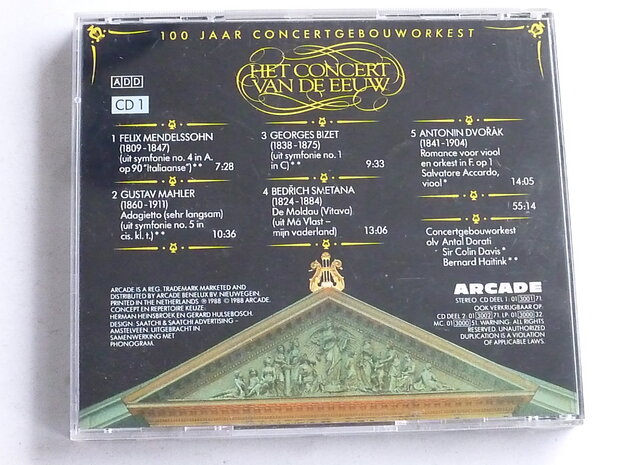 100 JAAR CONCERTGEBOUWORKEST
HET CONCERT
VAN DE EEUW
ADD
CD 1
1 FELIX MENDELSSOHN
(1809-1847)
(uit symfonie no. 4 in A,
op 90 "Italiaanse") * * 7:28
2 GUSTAV MAHLER
(1860-1911)
Adagietto (sehr langsam)
(uit symfonie no. 5 in
cis. kl. t.) * * 10:36
3 GEORGES BIZET
(1838-1875)
(uit symfonie no. 1
in C) * * 9:33
4 BEDŘICH SMETANA
(1824-1884)
De Moldau (Vltava)
(uit Má Vlast –
mijn vaderland) 13:06
5 ANTONIN DVOŘÁK
(1841-1904)
Romance voor viool
en orkest in F. op 1
Salvatore Accardo,
viool * 14:05
55:14
Concertgebouworkest
olv Antal Dorati
Sir Colin Davis *
Bernard Haitink * *
ARCADE IS A REG. TRADEMARK MARKETED AND
DISTRIBUTED BY ARCADE BENELUX BV. NIEUWEGEIN.
PRINTED IN THE NETHERLANDS ℗ 1988 © 1988 ARCADE.
CONCEPT EN REPERTOIRE KEUZE:
HERMAN HEINSBROEK EN GERARD HULSEBOSCH.
DESIGN: SAATCHI & SAATCHI ADVERTISING –
AMSTELVEEN. UITGEBRACHT IN
SAMENWERKING MET
PHONOGRAM.
ARCADE
STEREO. CD DEEL 1: 01 3001 71.
OOK VERKRIJGBAAR OP:
CD DEEL 2: 01 3002 71. LP: 01 3000 32.
MC: 01 3000 51. WARNING: ALL RIGHTS
RESERVED. UNAUTHORIZED
DUPLICATION IS A VIOLATION
OF APPLICABLE LAWS.